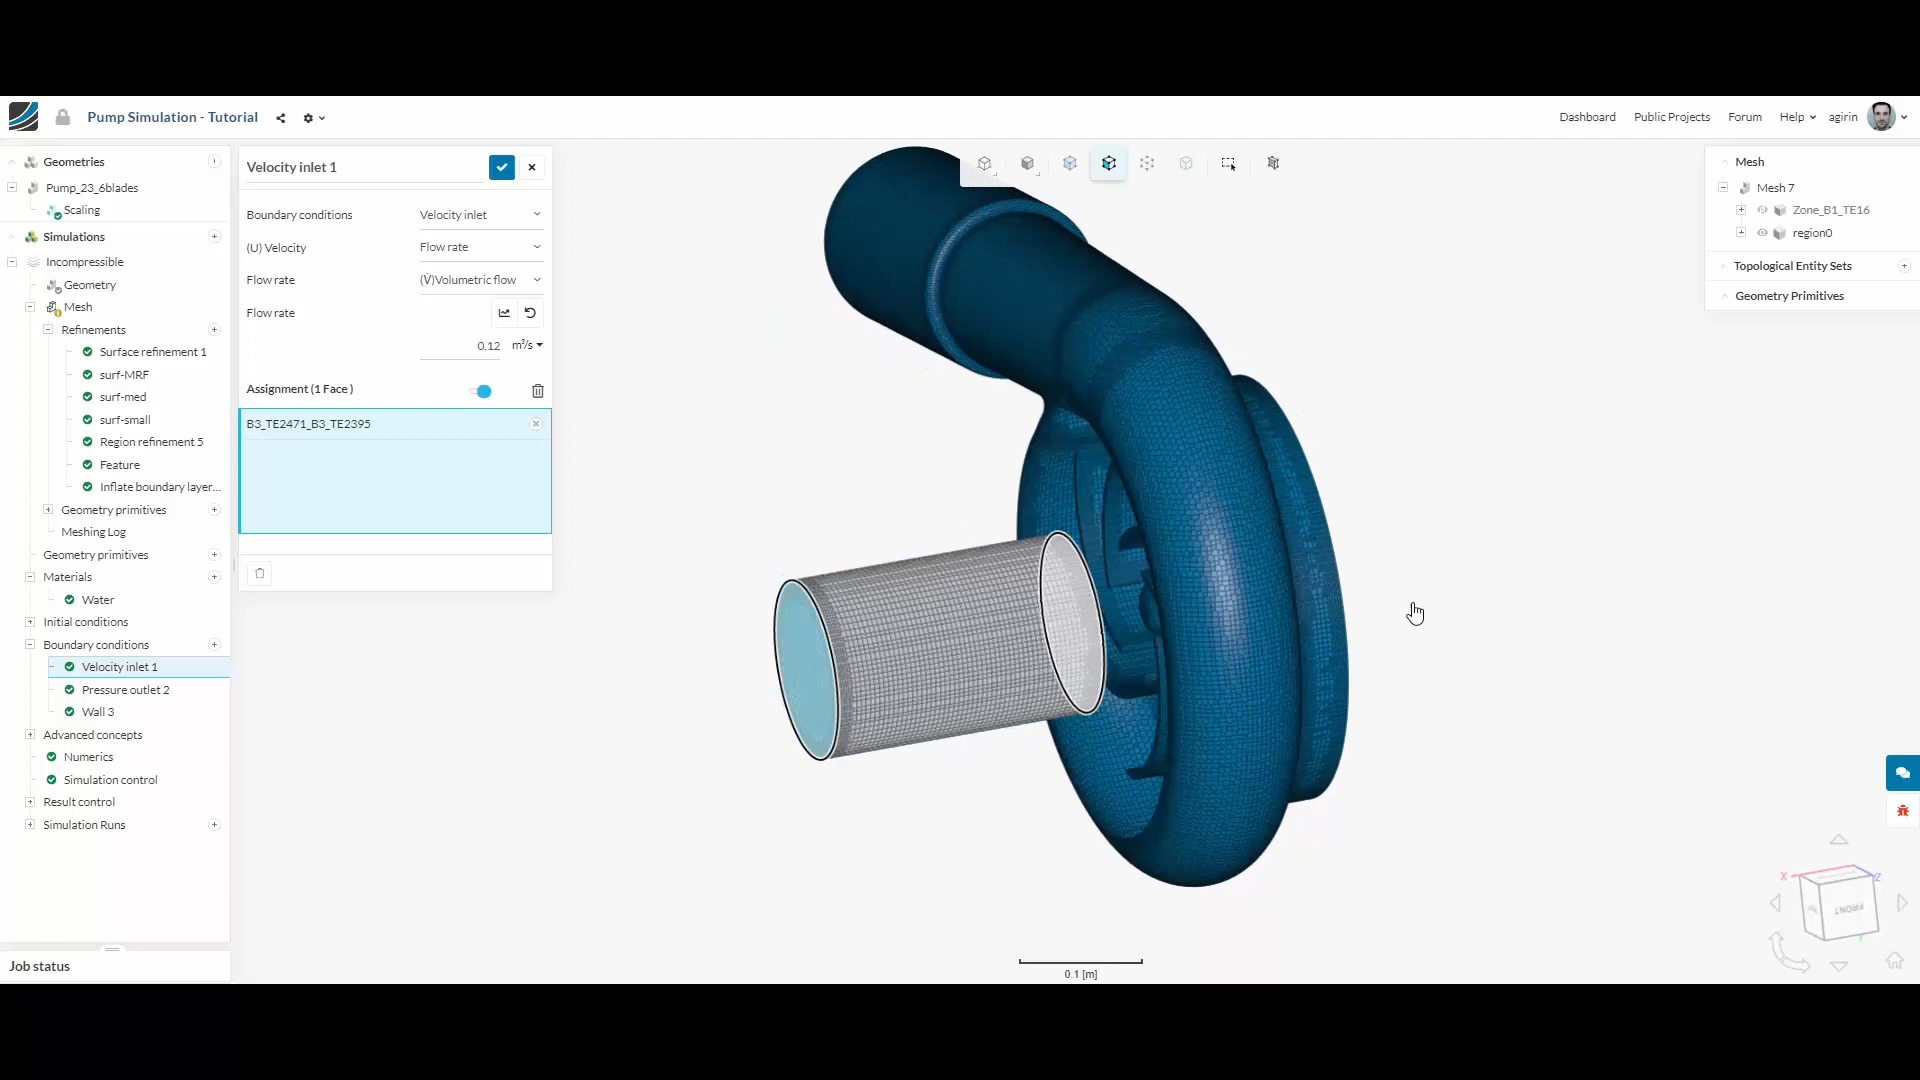 Pump Simulation - Tutorial
Dashboard
Public Projects
Forum
Help
agirin
Geometries
Pump_23_6blades
Scaling
Simulations
Incompressible
Geometry
Mesh
Refinements
Surface refinement 1
surf-MRF
surf-med
surf-small
Region refinement 5
Feature
Inflate boundary layer...
Geometry primitives
Meshing Log
Geometry primitives
Materials
Water
Initial conditions
Boundary conditions
Velocity inlet 1
Pressure outlet 2
Wall 3
Advanced concepts
Numerics
Simulation control
Result control
Simulation Runs
Job status
Velocity inlet 1
Boundary conditions Velocity inlet
(U) Velocity Flow rate
Flow rate (V̇)Volumetric flow
Flow rate
0.12 m³/s
Assignment (1 Face )
B3_TE2471_B3_TE2395
Mesh
Mesh 7
Zone_B1_TE16
region0
Topological Entity Sets
Geometry Primitives
X
Z
FRONT
0.1 [m]